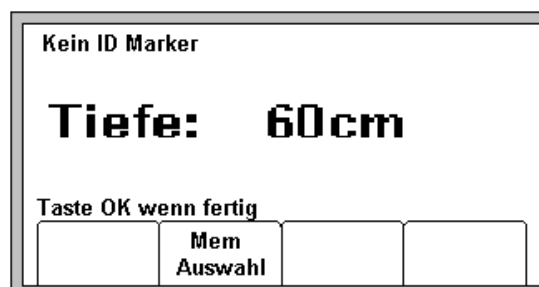 Kein ID Marker
Tiefe: 60cm
Taste OK wenn fertig
Mem
Auswahl